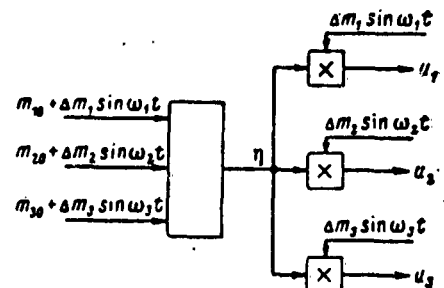 Δm₁ sin ω₁t
×
u₁
m₁₀ + Δm₁ sin ω₁t
Δm₂ sin ω₂t
m₂₀ + Δm₂ sin ω₂t
η
×
u₂
m₃₀ + Δm₃ sin ω₃t
Δm₃ sin ω₃t
×
u₃